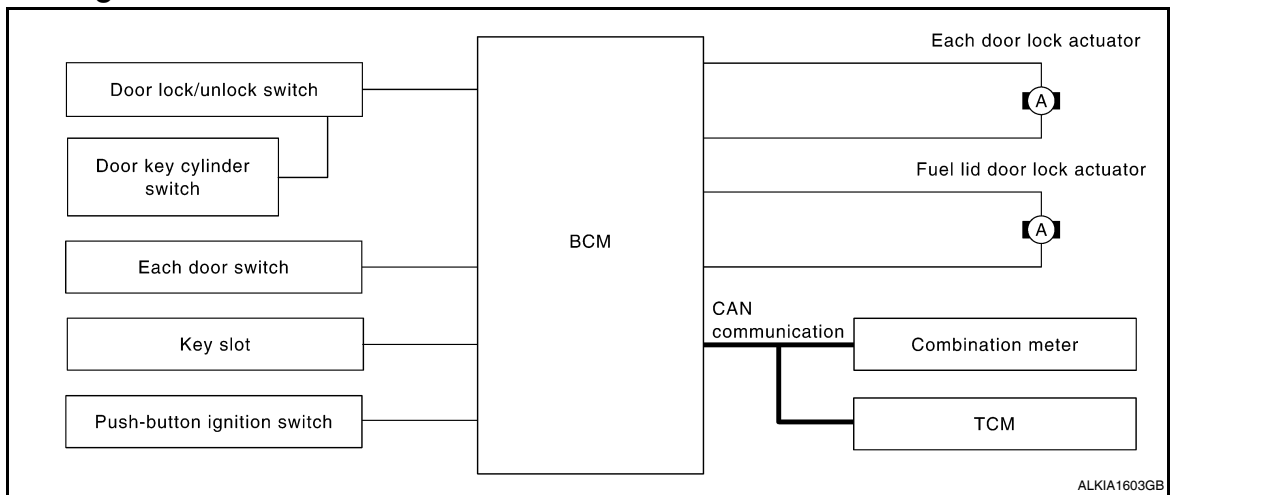 Door lock/unlock switch
Door key cylinder
switch
Each door switch
Key slot
Push-button ignition switch
BCM
Each door lock actuator
A
Fuel lid door lock actuator
A
CAN
communication
Combination meter
TCM
ALKIA1603GB